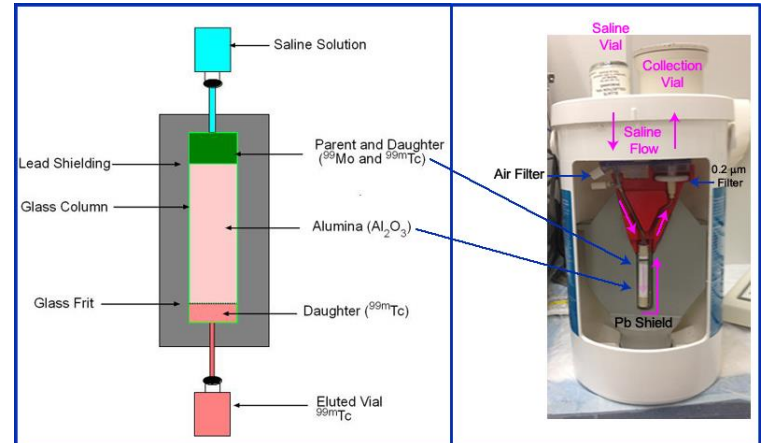 Saline Solution
Parent and Daughter
(⁹⁹Mo and ⁹⁹ᵐTc)
Lead Shielding
Glass Column
Alumina (Al₂O₃)
Glass Frit
Daughter (⁹⁹ᵐTc)
Eluted Vial
⁹⁹ᵐTc
Saline
Vial
Collection
Vial
Saline
Flow
Air Filter
0.2 µm
Filter
Pb Shield